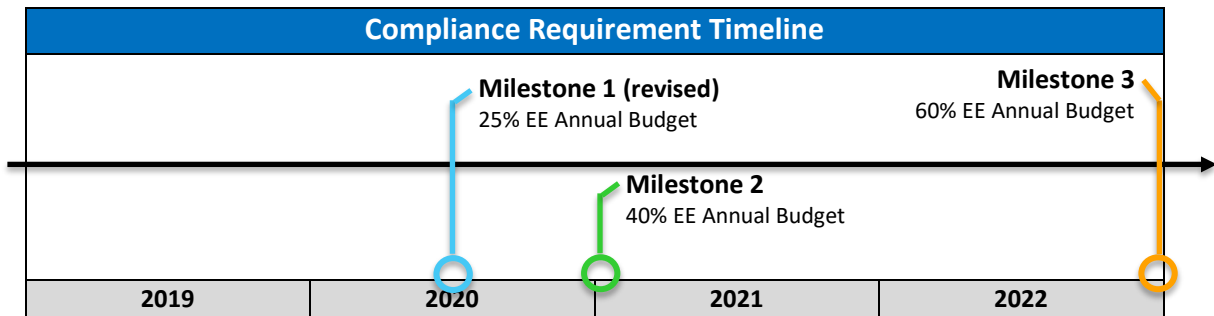 Compliance Requirement Timeline
Milestone 1 (revised)
25% EE Annual Budget
Milestone 3
60% EE Annual Budget
Milestone 2
40% EE Annual Budget
2019
2020
2021
2022